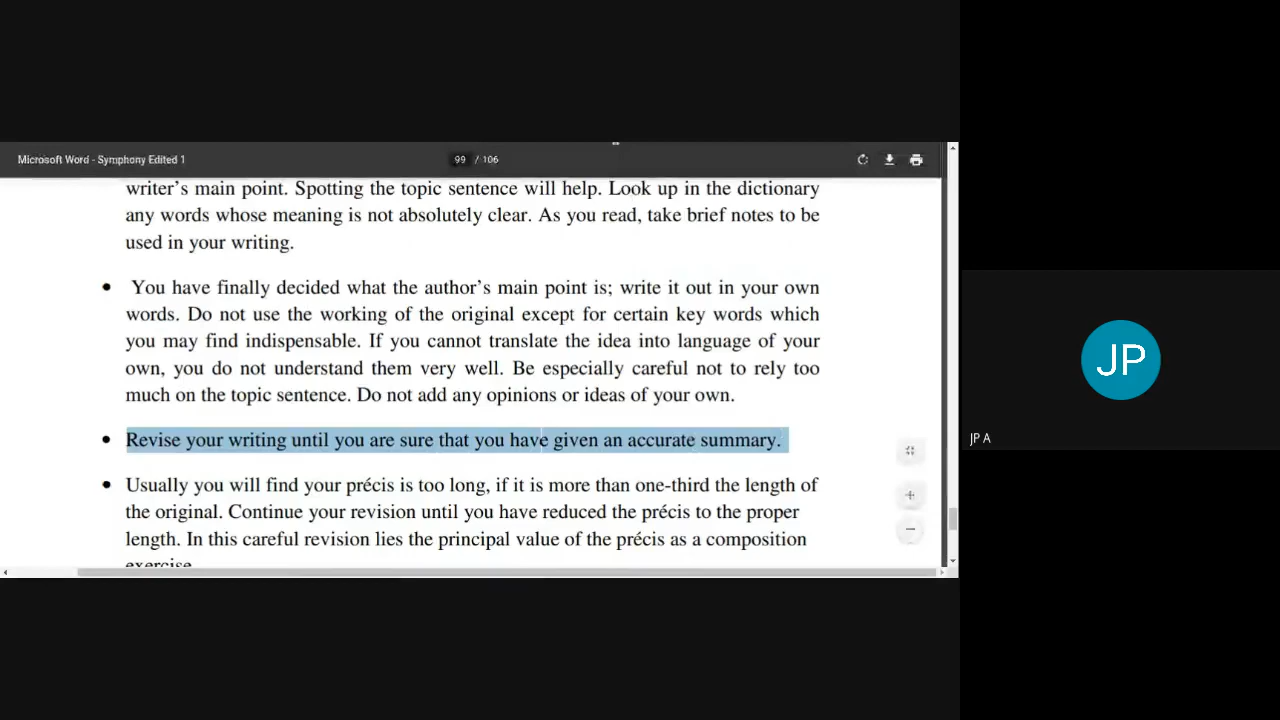 Microsoft Word - Symphony Edited 1
99 / 106
writer's main point. Spotting the topic sentence will help. Look up in the dictionary
any words whose meaning is not absolutely clear. As you read, take brief notes to be
used in your writing.
• You have finally decided what the author's main point is; write it out in your own
words. Do not use the working of the original except for certain key words which
you may find indispensable. If you cannot translate the idea into language of your
own, you do not understand them very well. Be especially careful not to rely too
much on the topic sentence. Do not add any opinions or ideas of your own.
• Revise your writing until you are sure that you have given an accurate summary.
• Usually you will find your précis is too long, if it is more than one-third the length of
the original. Continue your revision until you have reduced the précis to the proper
length. In this careful revision lies the principal value of the précis as a composition
exercise.
JP
JP A